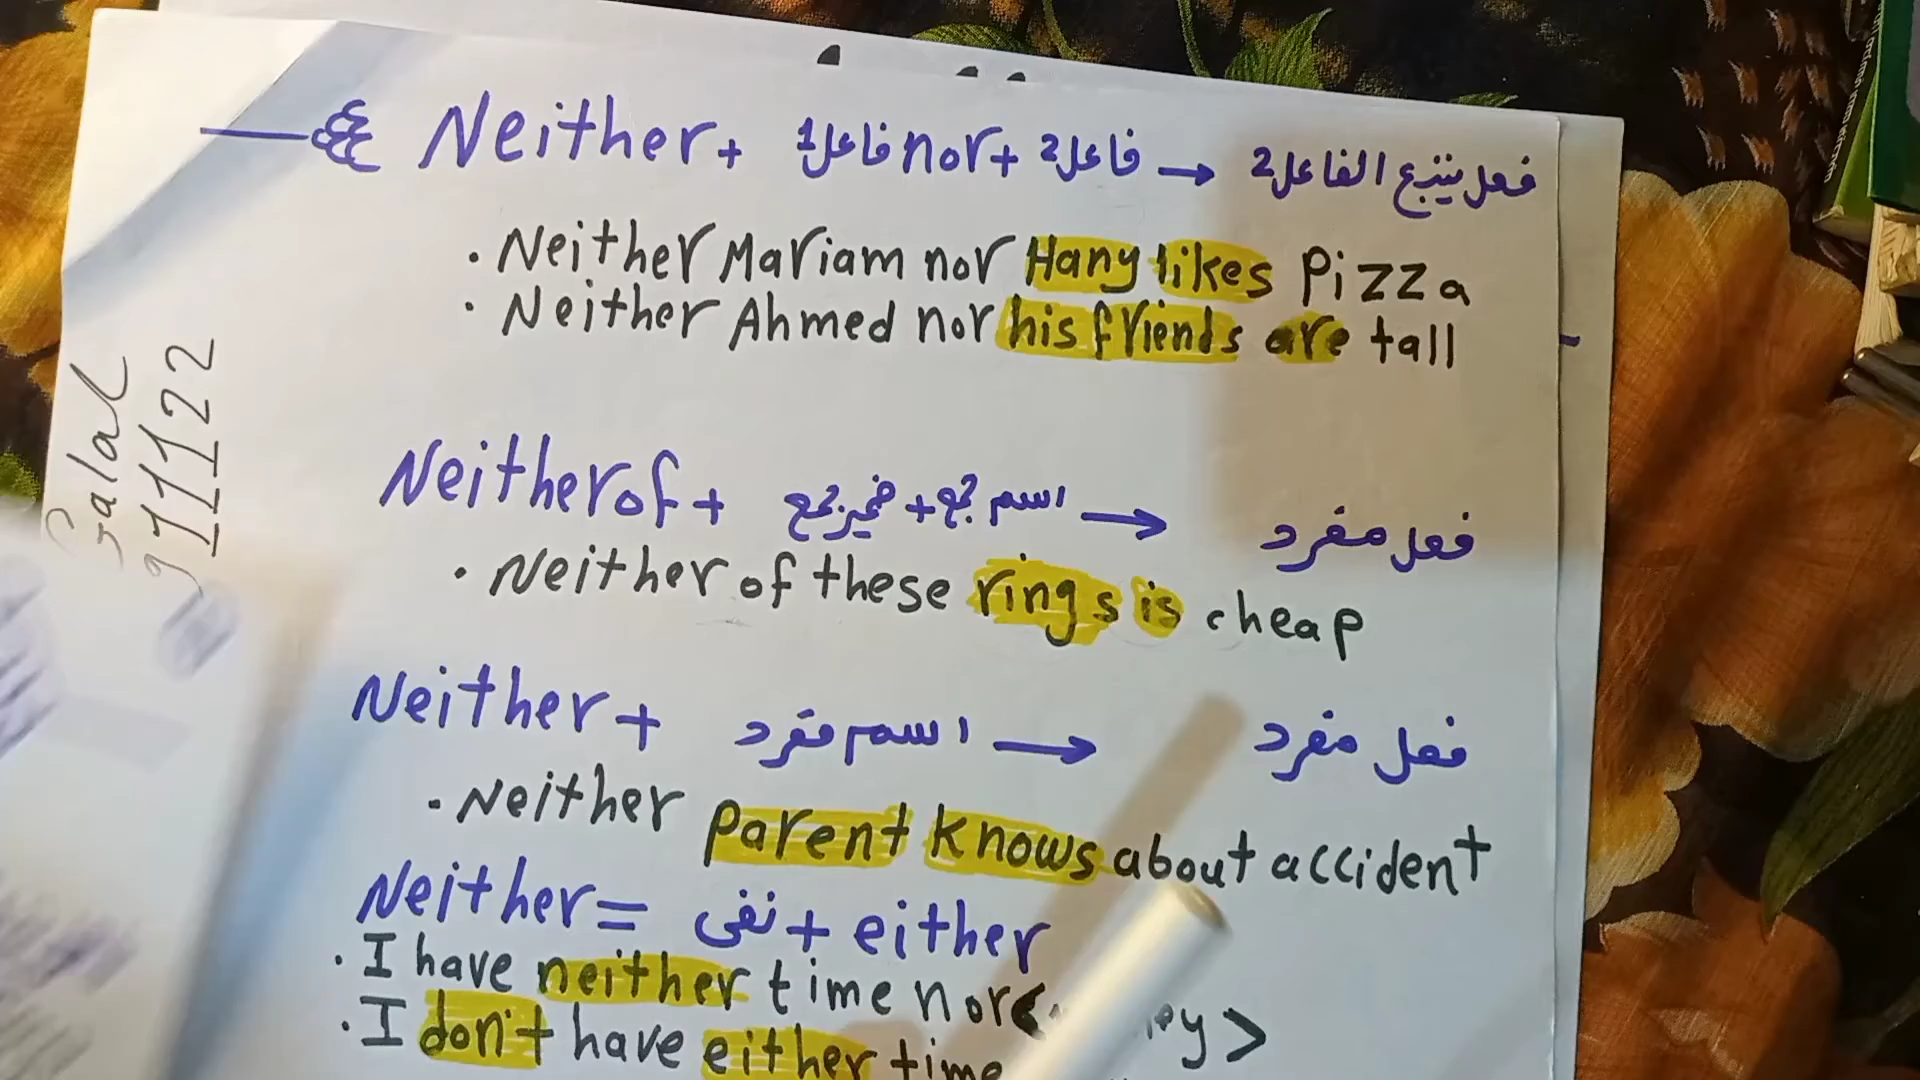 Neither + فاعل1 nor + فاعل2 → فعل يتبع الفاعل2
. Neither Mariam nor Hany likes Pizza
. Neither Ahmed nor his friends are tall
Neither of + اسم جمع + ضمير جمع → فعل مفرد
. Neither of these rings is cheap
Neither + اسم مفرد → فعل مفرد
. Neither parent knows about accident
Neither = نفى + either
. I have neither time nor
. I don't have either time
Galal
11122